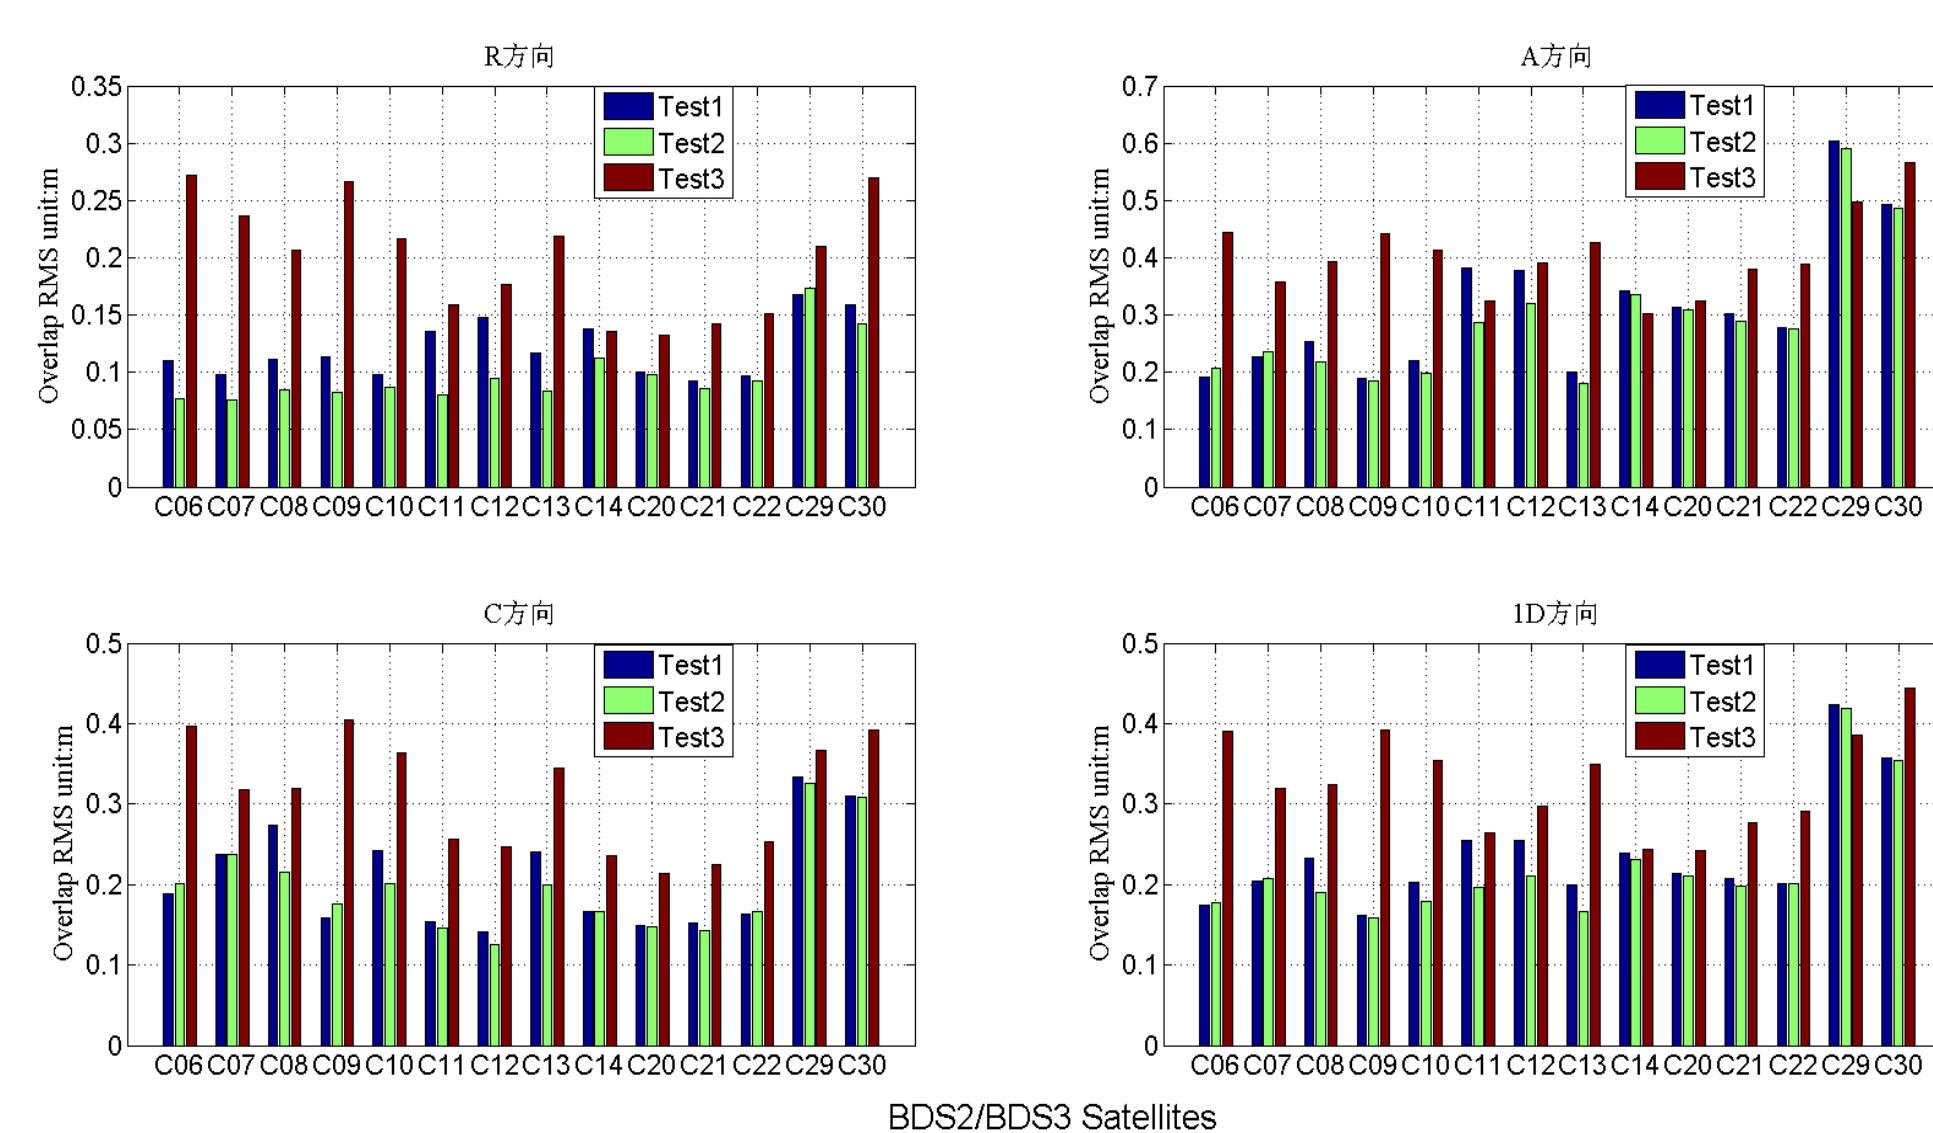 R方向
Overlap RMS unit:m
0.35
0.3
0.25
0.2
0.15
0.1
0.05
0
Test1
Test2
Test3
C06 C07 C08 C09 C10 C11 C12 C13 C14 C20 C21 C22 C29 C30
A方向
Overlap RMS unit:m
0.7
0.6
0.5
0.4
0.3
0.2
0.1
0
Test1
Test2
Test3
C06 C07 C08 C09 C10 C11 C12 C13 C14 C20 C21 C22 C29 C30
C方向
Overlap RMS unit:m
0.5
0.4
0.3
0.2
0.1
0
Test1
Test2
Test3
C06 C07 C08 C09 C10 C11 C12 C13 C14 C20 C21 C22 C29 C30
1D方向
Overlap RMS unit:m
0.5
0.4
0.3
0.2
0.1
0
Test1
Test2
Test3
C06 C07 C08 C09 C10 C11 C12 C13 C14 C20 C21 C22 C29 C30
BDS2/BDS3 Satellites